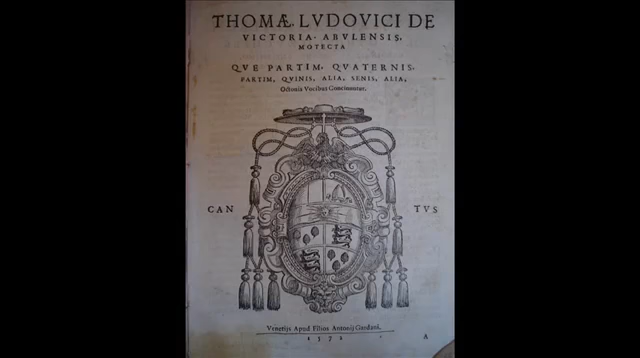 THOMÆ. LVDOVICI DE
VICTORIA. ABVLENSIS.
MOTECTA
QVE PARTIM, QVATERNIS,
PARTIM, QVINIS, ALIA, SENIS, ALIA,
Octonis Vocibus Concinuntur.
CAN TVS
Venetijs Apud Filios Antonij Gardani.
1572 A